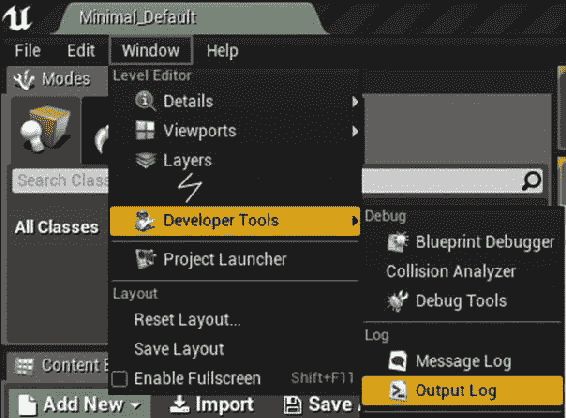 Minimal_Default
File Edit Window Help
Modes
Level Editor
Details
Viewports
Layers
Search Clas
All Classes
Developer Tools
Project Launcher
Layout
Reset Layout...
Save Layout
Enable Fullscreen Shift+F11
Debug
Blueprint Debugger
Collision Analyzer
Debug Tools
Log
Message Log
Output Log
Content B
Add New Import Save